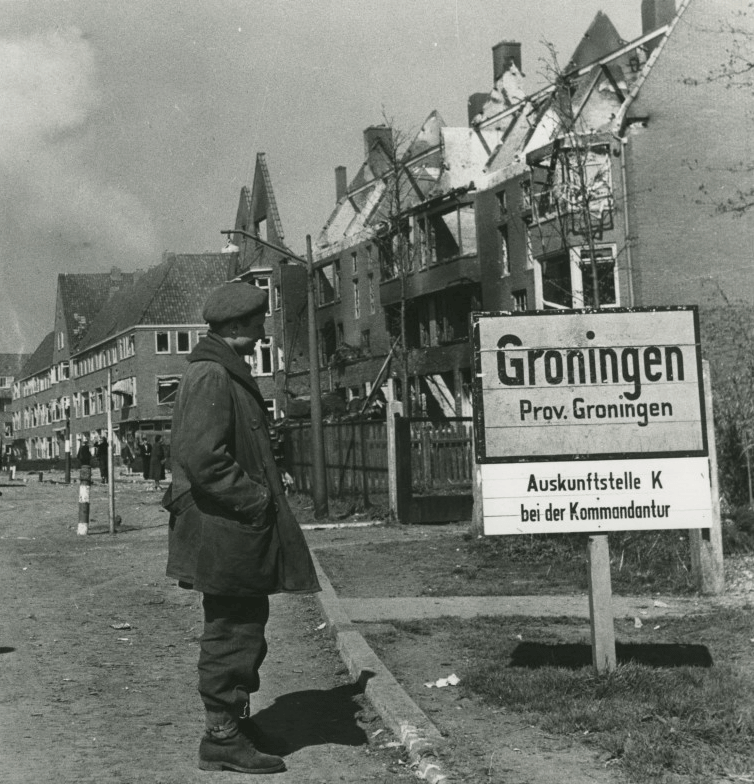 Groningen
Prov. Groningen
Auskunftstelle K
bei der Kommandantur